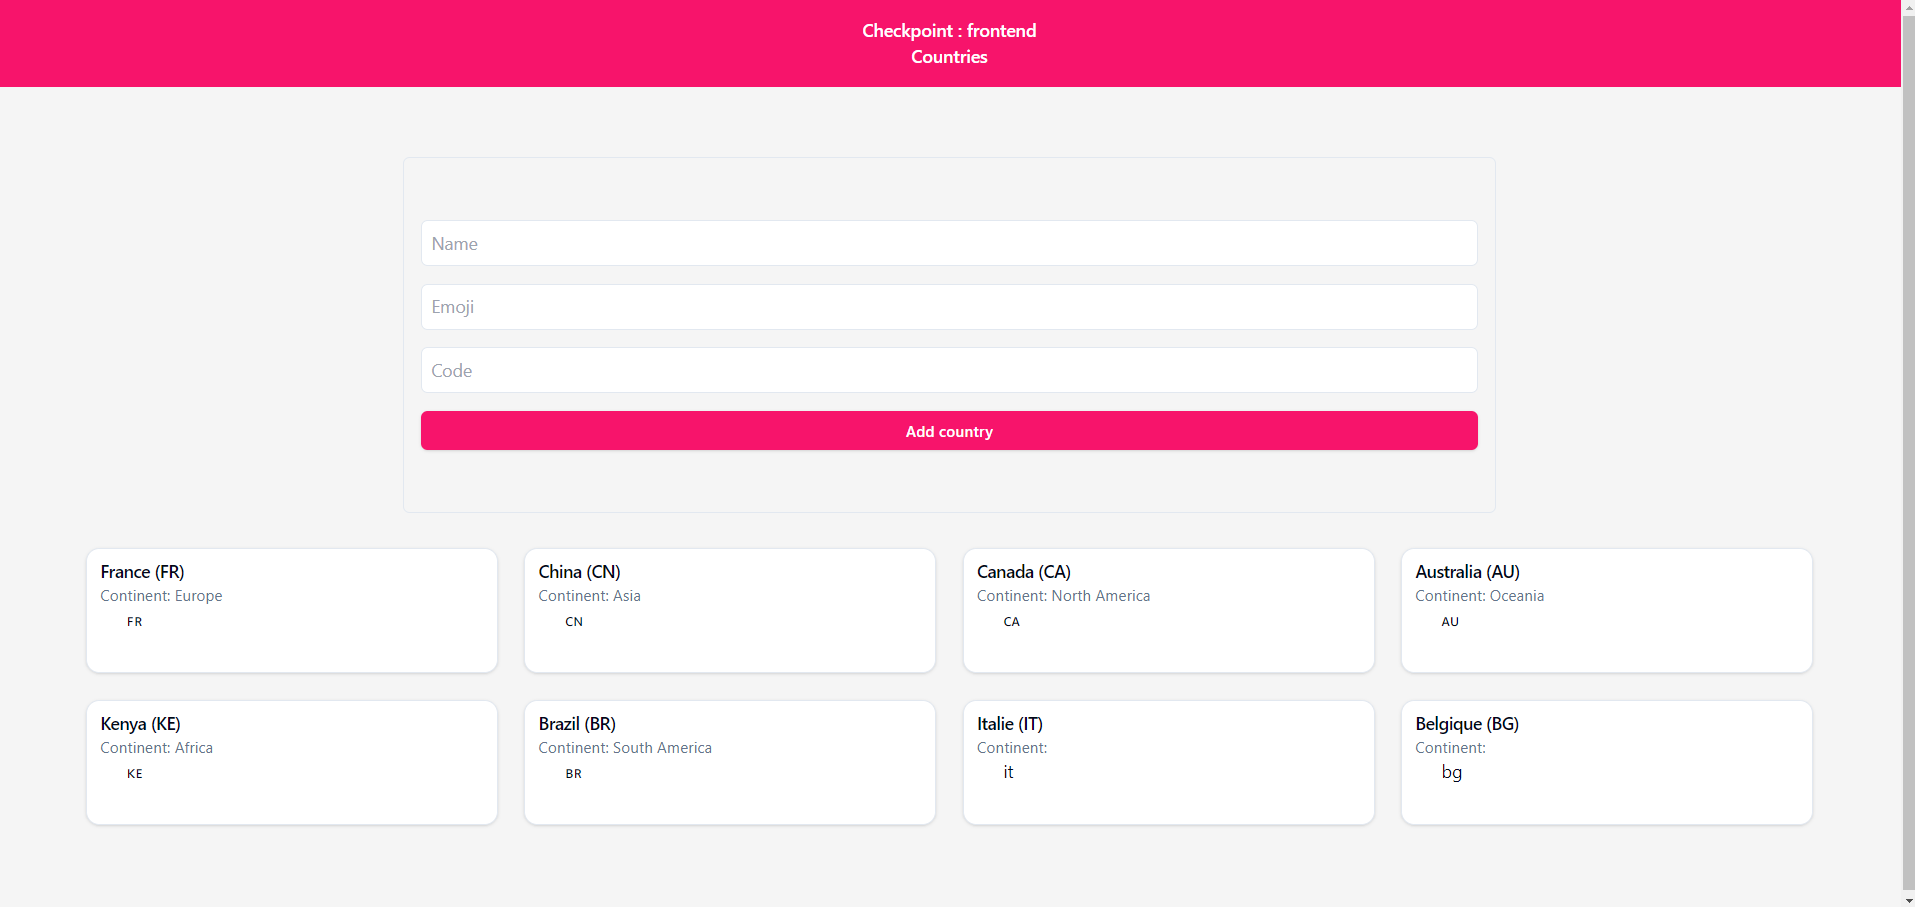 Checkpoint : frontend
Countries
Name
Emoji
Code
Add country
France (FR)
Continent: Europe
FR
China (CN)
Continent: Asia
CN
Canada (CA)
Continent: North America
CA
Australia (AU)
Continent: Oceania
AU
Kenya (KE)
Continent: Africa
KE
Brazil (BR)
Continent: South America
BR
Italie (IT)
Continent:
it
Belgique (BG)
Continent:
bg